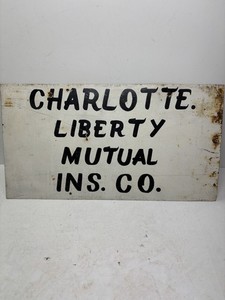 CHARLOTTE.
LIBERTY
MUTUAL
INS. CO.